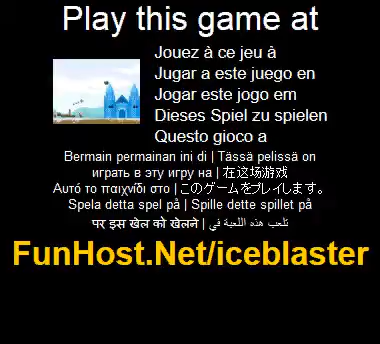 Play this game at
Jouez à ce jeu à
Jugar a este juego en
Jogar este jogo em
Dieses Spiel zu spielen
Questo gioco a
Bermain permainan ini di | Tässä pelissä on
играть в эту игру на | 在这场游戏
Αυτό το παιχνίδι στο | このゲームをプレイします。
Spela detta spel på | Spille dette spillet på
पर इस खेल को खेलने | تلعب هذه اللعبة في
FunHost.Net/iceblaster